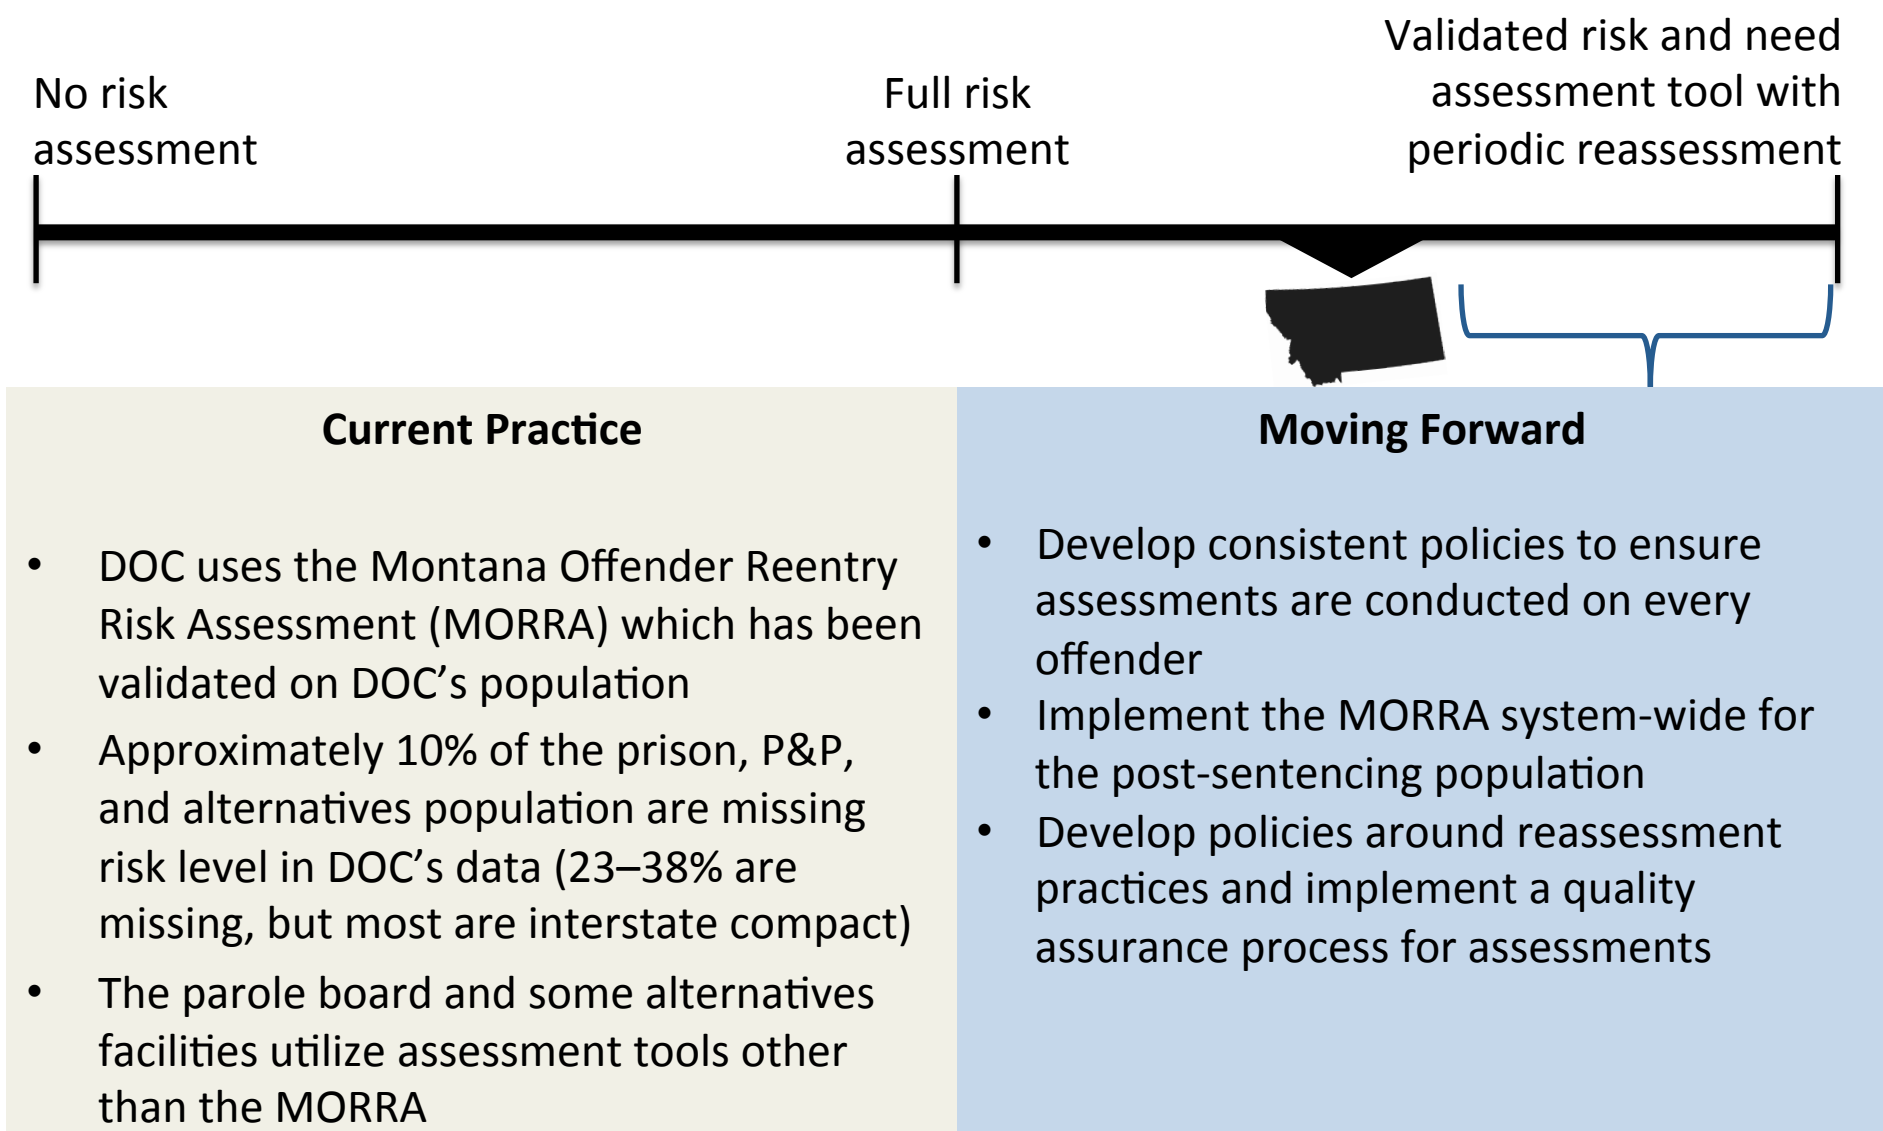 No risk
assessment
Full risk
assessment
Validated risk and need
assessment tool with
periodic reassessment
Current Practice
• DOC uses the Montana Offender Reentry
Risk Assessment (MORRA) which has been
validated on DOC’s population
• Approximately 10% of the prison, P&P,
and alternatives population are missing
risk level in DOC’s data (23–38% are
missing, but most are interstate compact)
• The parole board and some alternatives
facilities utilize assessment tools other
than the MORRA
Moving Forward
• Develop consistent policies to ensure
assessments are conducted on every
offender
• Implement the MORRA system-wide for
the post-sentencing population
• Develop policies around reassessment
practices and implement a quality
assurance process for assessments